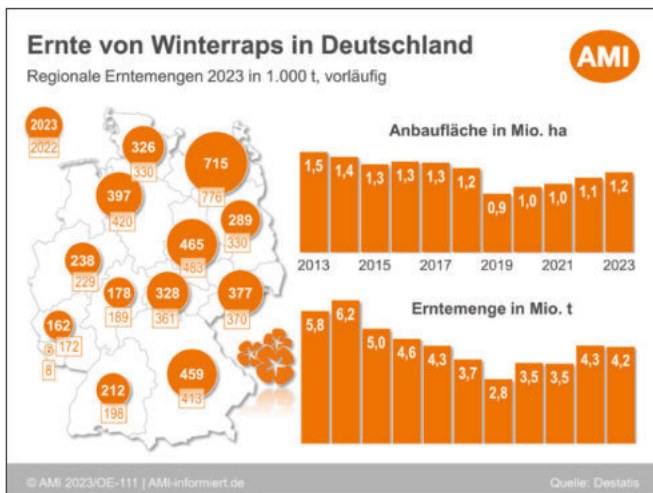 Ernte von Winterraps in Deutschland
Regionale Erntemengen 2023 in 1.000 t, vorläufig
AMI
2023
2022
326
330
715
776
397
420
289
330
465
483
238
229
178
189
328
361
377
370
162
172
6
8
212
198
459
413
Anbaufläche in Mio. ha
1,5 1,4 1,3 1,3 1,3 1,2 0,9 1,0 1,0 1,1 1,2
2013 2015 2017 2019 2021 2023
Erntemenge in Mio. t
5,8 6,2 5,0 4,6 4,3 3,7 2,8 3,5 3,5 4,3 4,2
© AMI 2023/OE-111 | AMI-informiert.de
Quelle: Destatis